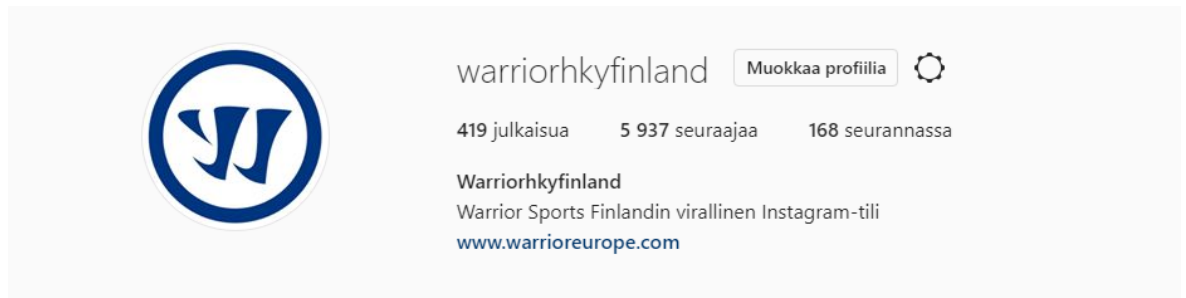 warriorhkyfinland Muokkaa profiilia
419 julkaisua 5 937 seuraajaa 168 seurannassa
Warriorhkyfinland
Warrior Sports Finlandin virallinen Instagram-tili
www.warrioreurope.com